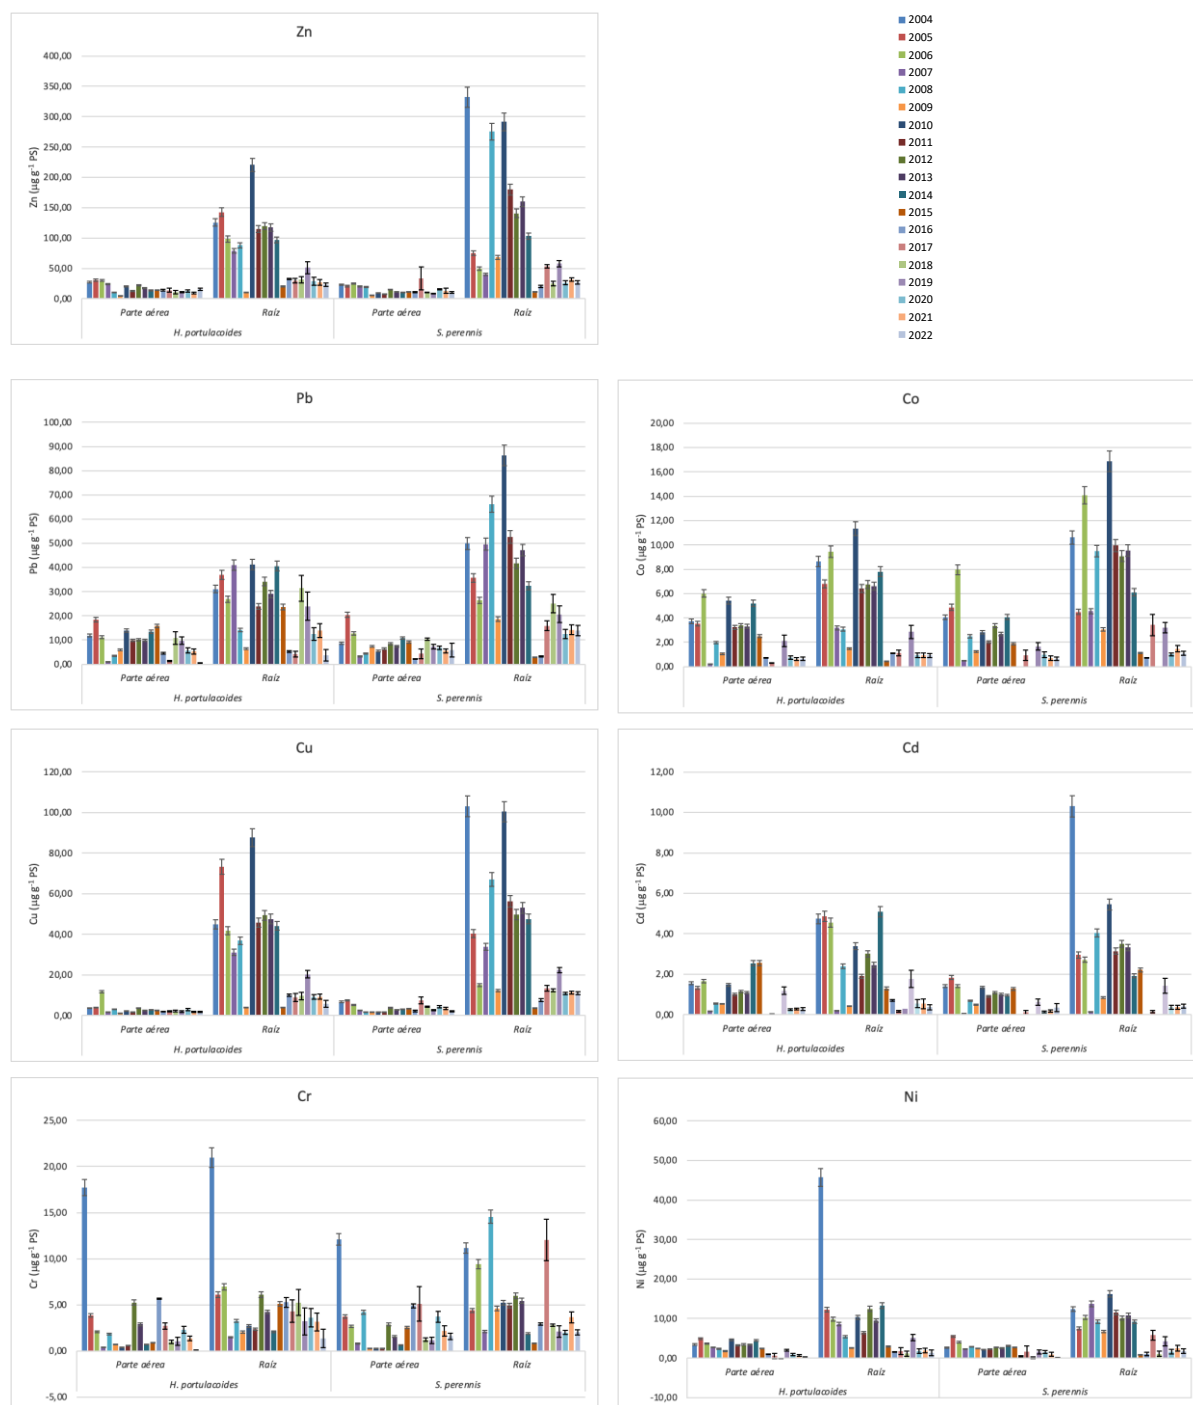 Zn
400,00
350,00
300,00
250,00
200,00
150,00
100,00
50,00
0,00
Zn (µg g⁻¹ PS)
Parte aérea
Raíz
Parte aérea
Raíz
H. portulacoides
S. perennis
2004
2005
2006
2007
2008
2009
2010
2011
2012
2013
2014
2015
2016
2017
2018
2019
2020
2021
2022
Pb
100,00
90,00
80,00
70,00
60,00
50,00
40,00
30,00
20,00
10,00
0,00
Pb (µg g⁻¹ PS)
Parte aérea
Raíz
Parte aérea
Raíz
H. portulacoides
S. perennis
Co
20,00
18,00
16,00
14,00
12,00
10,00
8,00
6,00
4,00
2,00
0,00
Co (µg g⁻¹ PS)
Parte aérea
Raíz
Parte aérea
Raíz
H. portulacoides
S. perennis
Cu
120,00
100,00
80,00
60,00
40,00
20,00
0,00
Cu (µg g⁻¹ PS)
Parte aérea
Raíz
Parte aérea
Raíz
H. portulacoides
S. perennis
Cd
12,00
10,00
8,00
6,00
4,00
2,00
0,00
Cd (µg g⁻¹ PS)
Parte aérea
Raíz
Parte aérea
Raíz
H. portulacoides
S. perennis
Cr
25,00
20,00
15,00
10,00
5,00
0,00
-5,00
Cr (µg g⁻¹ PS)
Parte aérea
Raíz
Parte aérea
Raíz
H. portulacoides
S. perennis
Ni
60,00
50,00
40,00
30,00
20,00
10,00
0,00
-10,00
Ni (µg g⁻¹ PS)
Parte aérea
Raíz
Parte aérea
Raíz
H. portulacoides
S. perennis